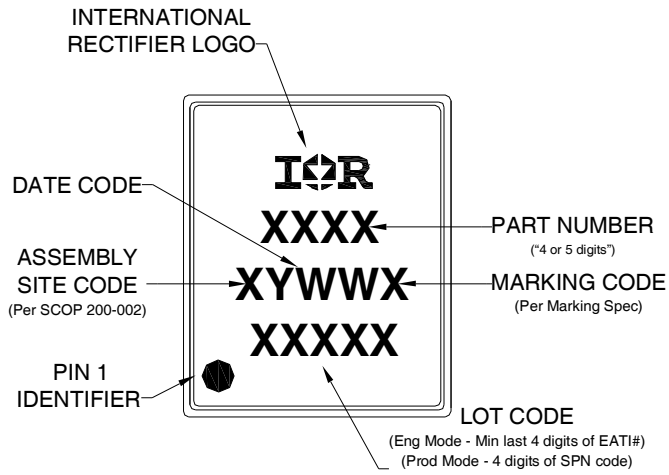 INTERNATIONAL
RECTIFIER LOGO
IOR
DATE CODE
XXXX
PART NUMBER
(“4 or 5 digits”)
ASSEMBLY
SITE CODE
(Per SCOP 200-002)
XYWWX
MARKING CODE
(Per Marking Spec)
XXXXX
PIN 1
IDENTIFIER
LOT CODE
(Eng Mode - Min last 4 digits of EATI#)
(Prod Mode - 4 digits of SPN code)